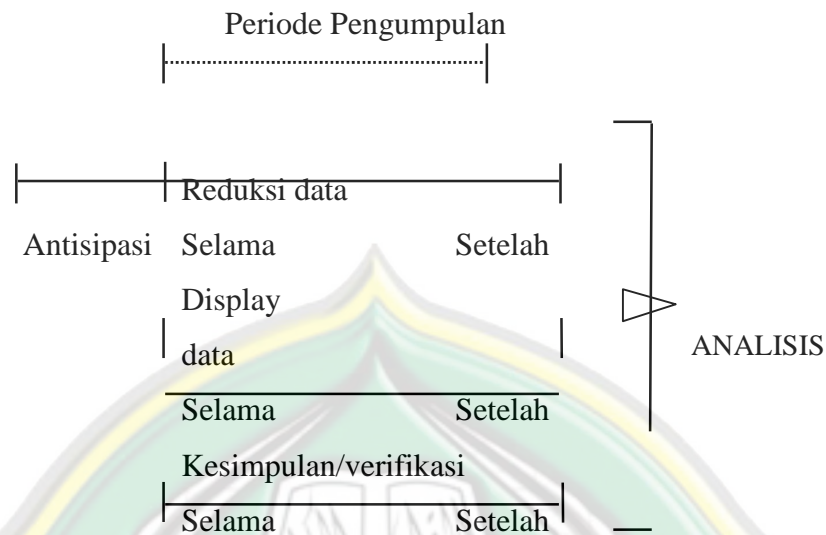 Periode Pengumpulan
Reduksi data
Antisipasi Selama Setelah
Display
data
ANALISIS
Selama Setelah
Kesimpulan/verifikasi
Selama Setelah